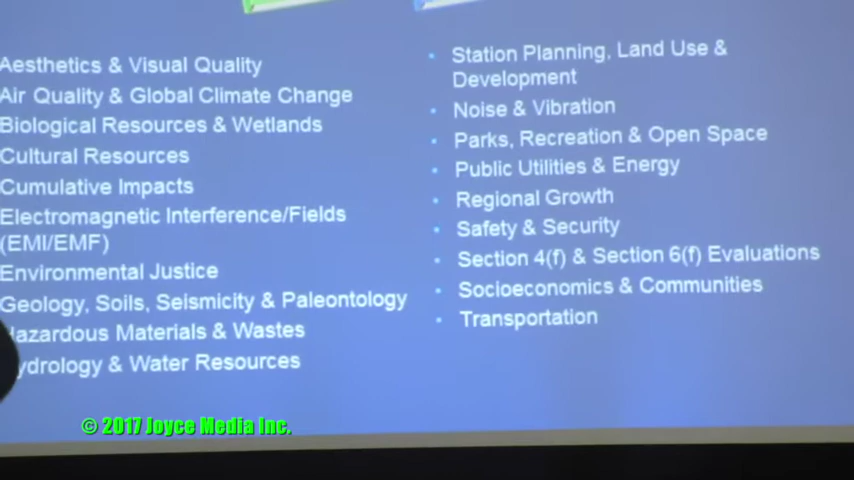 Aesthetics & Visual Quality
Air Quality & Global Climate Change
Biological Resources & Wetlands
Cultural Resources
Cumulative Impacts
Electromagnetic Interference/Fields
(EMI/EMF)
Environmental Justice
Geology, Soils, Seismicity & Paleontology
Hazardous Materials & Wastes
ydrology & Water Resources
• Station Planning, Land Use &
Development
• Noise & Vibration
• Parks, Recreation & Open Space
• Public Utilities & Energy
• Regional Growth
• Safety & Security
• Section 4(f) & Section 6(f) Evaluations
• Socioeconomics & Communities
• Transportation
© 2017 Joyce Media Inc.